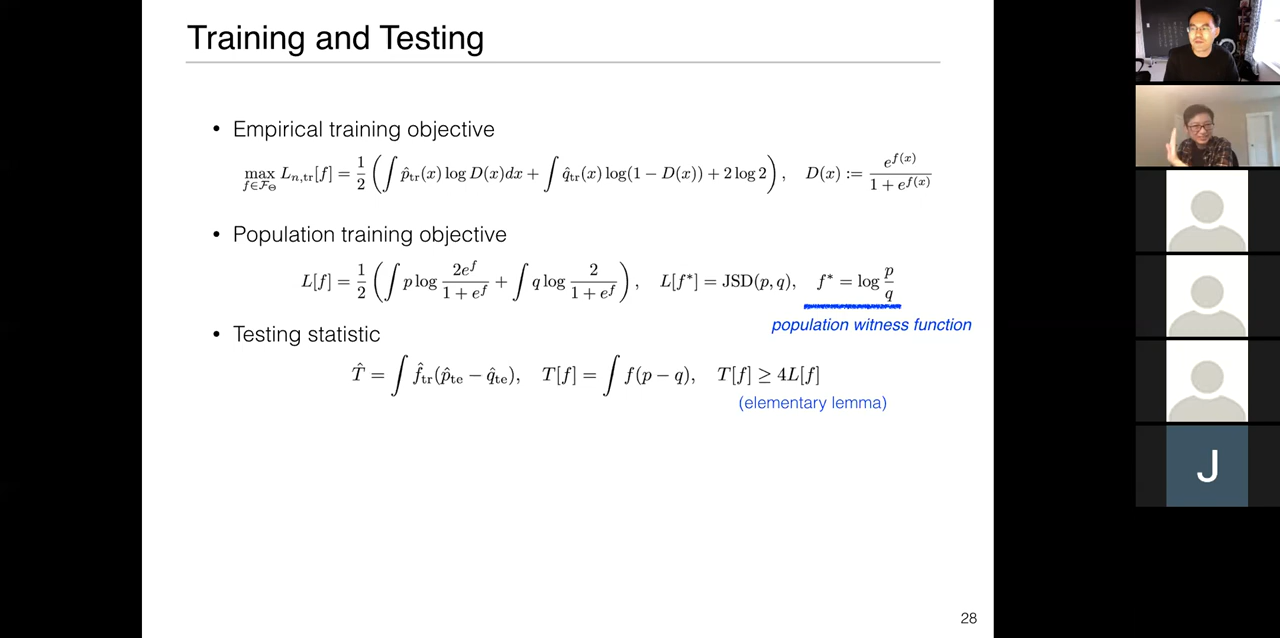 Training and Testing
• Empirical training objective
max_{f∈F_Θ} L_{n,tr}[f] = 1/2 ( ∫ p̂_tr(x) log D(x)dx + ∫ q̂_tr(x) log(1 − D(x)) + 2 log 2 ) ,    D(x) := e^{f(x)} / (1 + e^{f(x)})
• Population training objective
L[f] = 1/2 ( ∫ p log 2e^f / (1 + e^f) + ∫ q log 2 / (1 + e^f) ) ,    L[f*] = JSD(p, q),    f* = log p/q
population witness function
• Testing statistic
T̂ = ∫ f̂_tr(p̂_te − q̂_te),    T[f] = ∫ f(p − q),    T[f] ≥ 4L[f]
(elementary lemma)
J
28